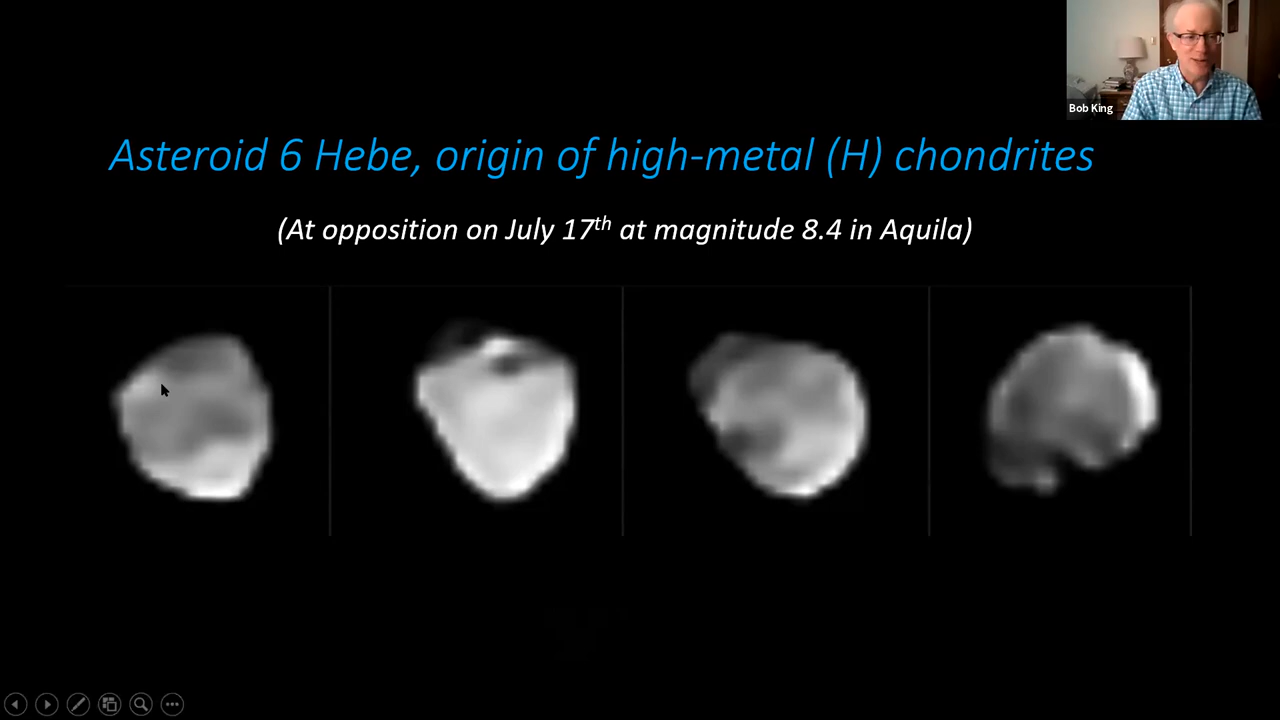 Bob King
Asteroid 6 Hebe, origin of high-metal (H) chondrites
(At opposition on July 17th at magnitude 8.4 in Aquila)